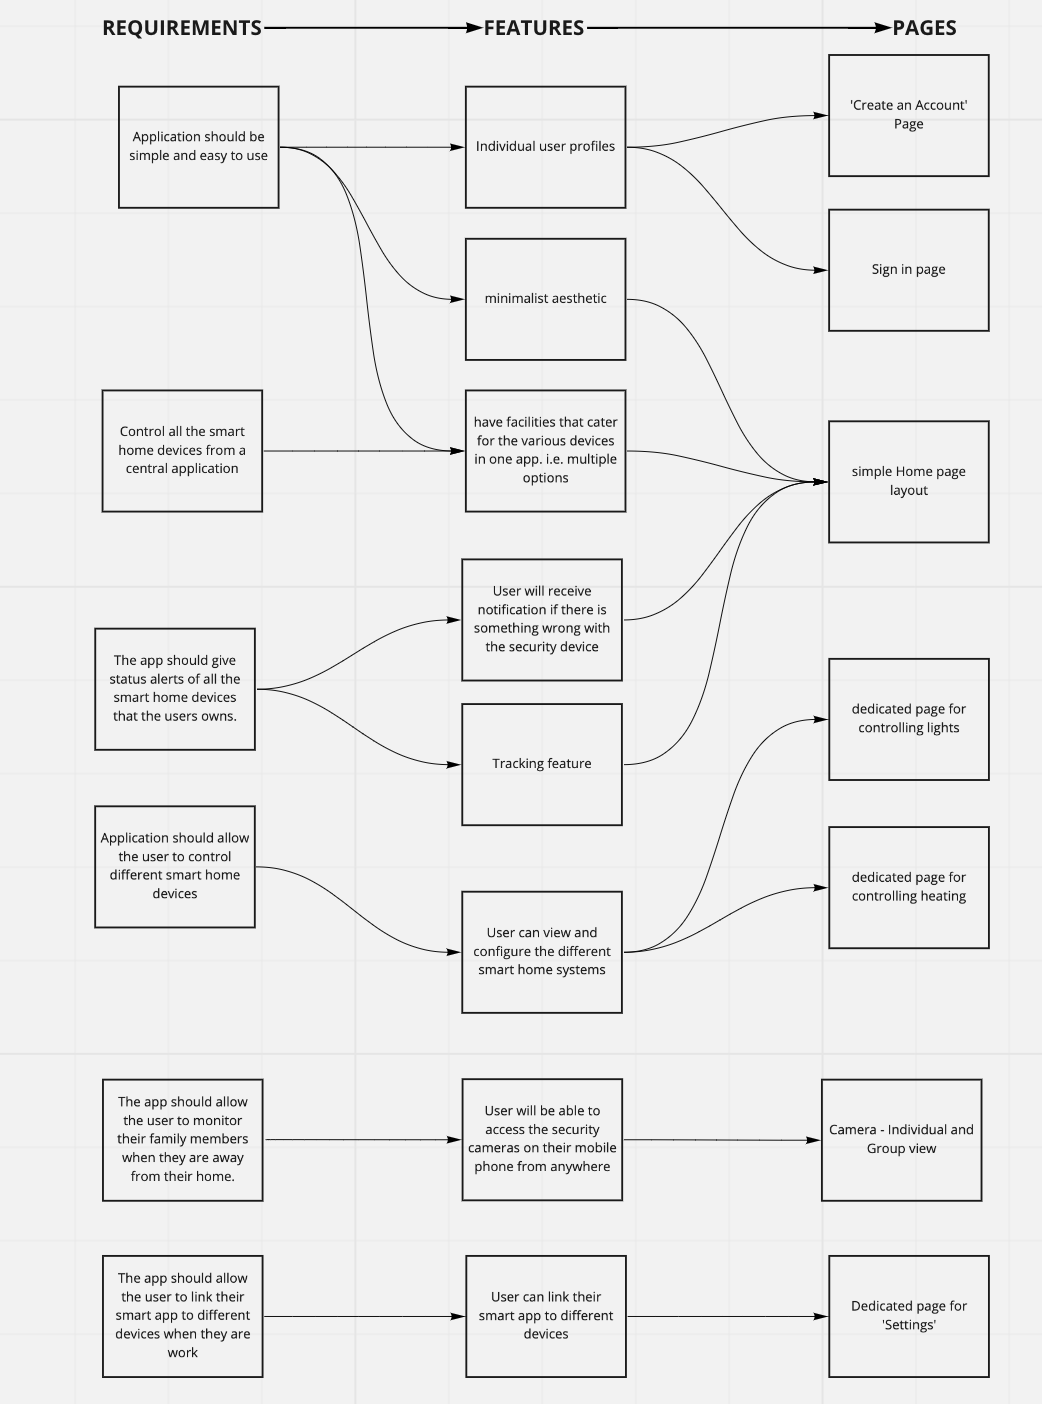 REQUIREMENTS
FEATURES
PAGES
Application should be
simple and easy to use
Individual user profiles
'Create an Account'
Page
Sign in page
minimalist aesthetic
Control all the smart
home devices from a
central application
have facilities that cater
for the various devices
in one app. i.e. multiple
options
simple Home page
layout
User will receive
notification if there is
something wrong with
the security device
The app should give
status alerts of all the
smart home devices
that the users owns.
Tracking feature
dedicated page for
controlling lights
Application should allow
the user to control
different smart home
devices
User can view and
configure the different
smart home systems
dedicated page for
controlling heating
The app should allow
the user to monitor
their family members
when they are away
from their home.
User will be able to
access the security
cameras on their mobile
phone from anywhere
Camera - Individual and
Group view
The app should allow
the user to link their
smart app to different
devices when they are
work
User can link their
smart app to different
devices
Dedicated page for
'Settings'